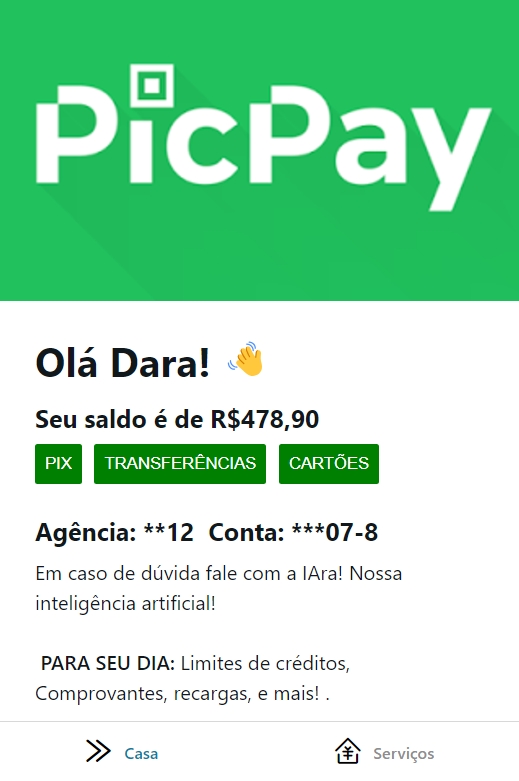 PicPay
Olá Dara! 👋
Seu saldo é de R$478,90
PIX TRANSFERÊNCIAS CARTÕES
Agência: **12 Conta: ***07-8
Em caso de dúvida fale com a IAra! Nossa
inteligência artificial!
PARA SEU DIA: Limites de créditos,
Comprovantes, recargas, e mais! .
Casa Serviços